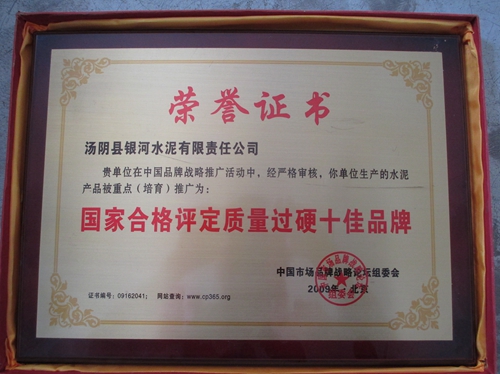 荣誉证书
汤阴县银河水泥有限责任公司
贵单位在中国品牌战略推广活动中，经严格审核，你单位生产的水泥
产品被重点（培育）推广为：
国家合格评定质量过硬十佳品牌
中国市场品牌战略论坛组委会
2009年·北京
组委会
证书编号：09162041； 网站查询：www.cp365.org